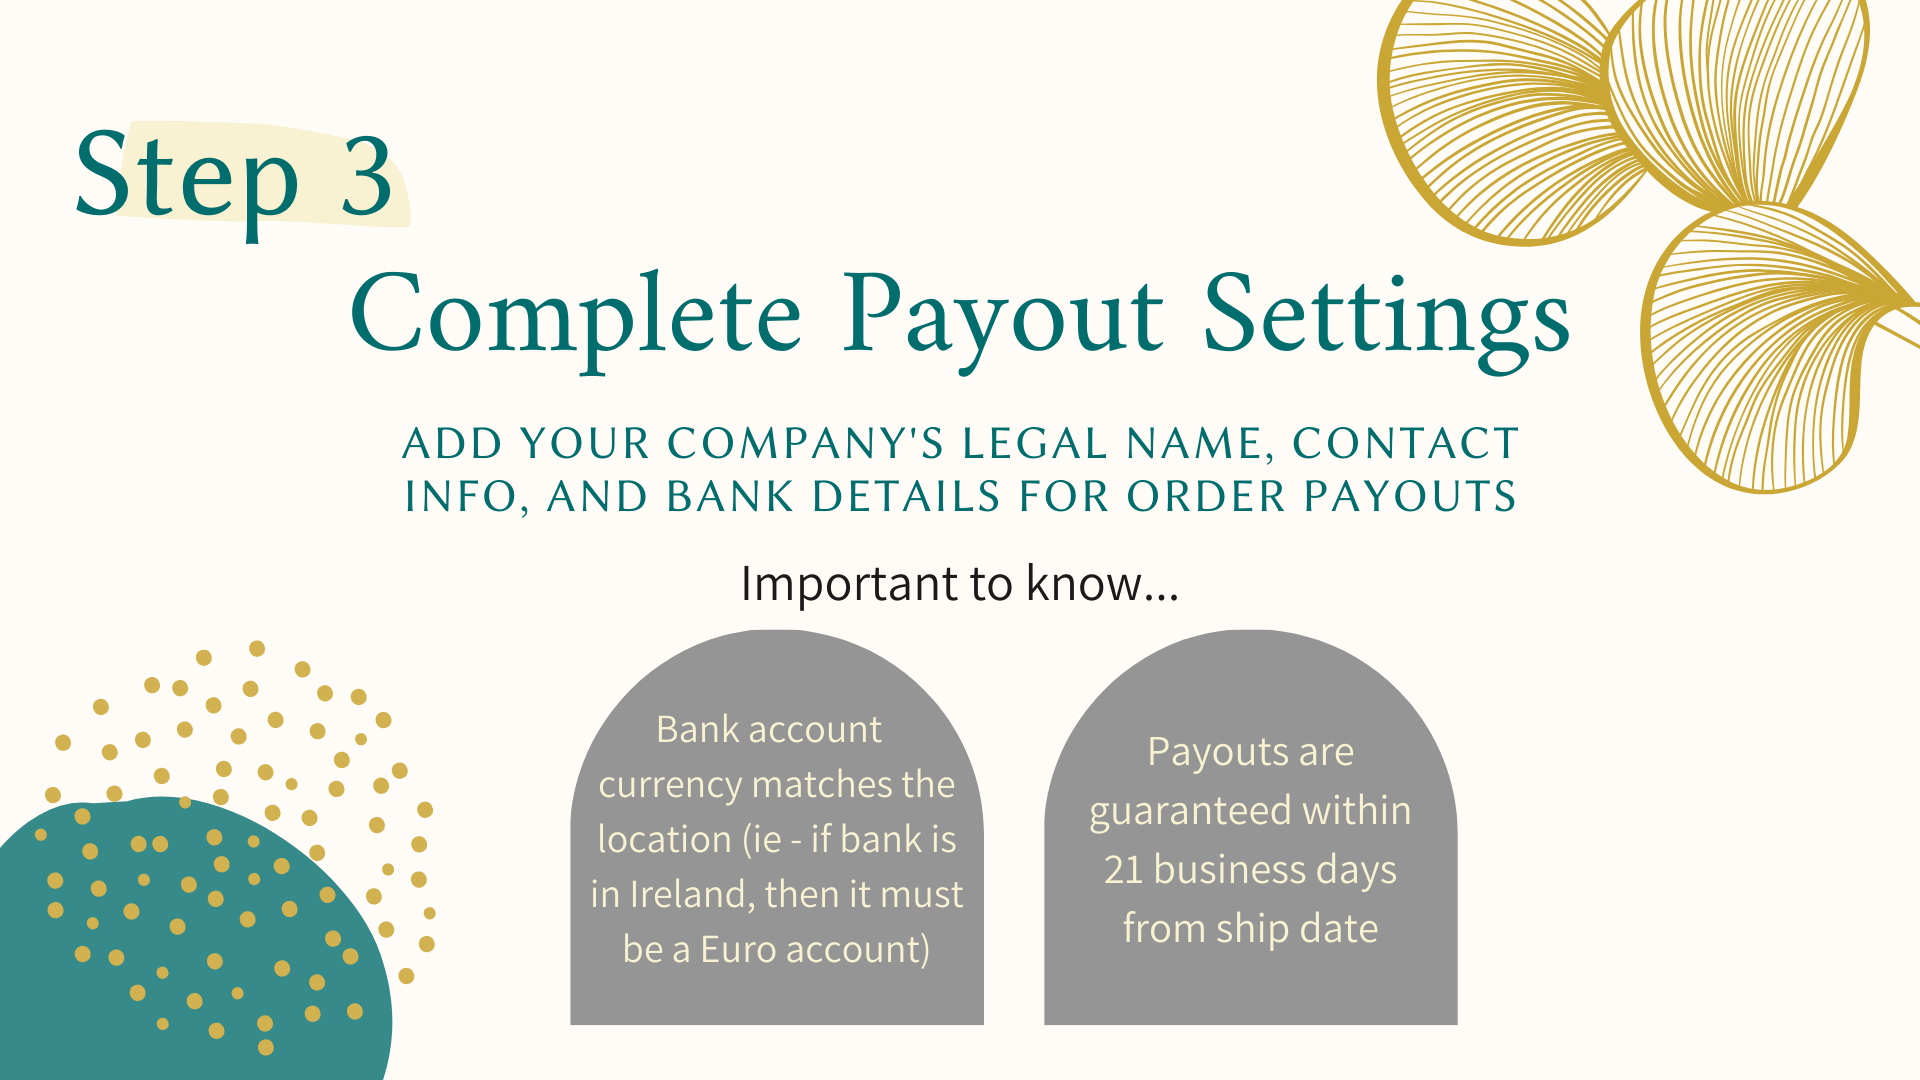 Step 3
Complete Payout Settings
ADD YOUR COMPANY'S LEGAL NAME, CONTACT
INFO, AND BANK DETAILS FOR ORDER PAYOUTS
Important to know...
Bank account
currency matches the
location (ie - if bank is
in Ireland, then it must
be a Euro account)
Payouts are
guaranteed within
21 business days
from ship date